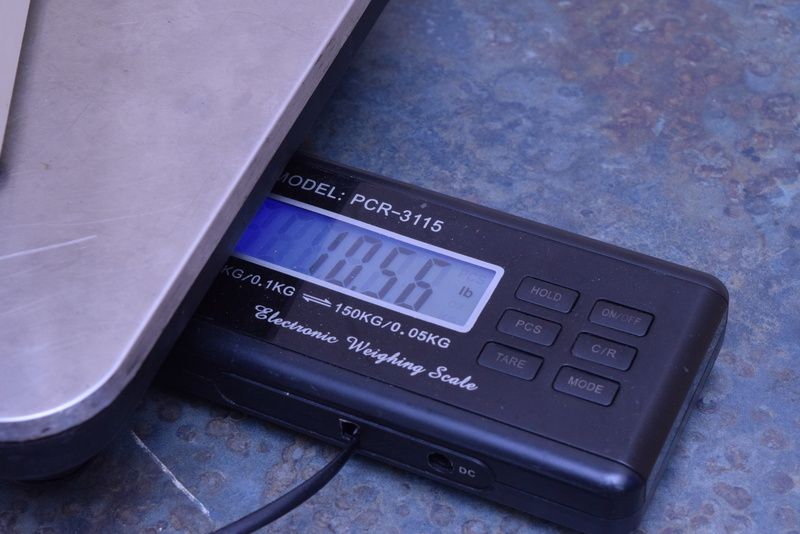 MODEL: PCR-3115
10.56 lb
KG/0.1KG ⇌ 150KG/0.05KG
Electronic Weighing Scale
HOLD ON/OFF
PCS C/R
TARE MODE
DC